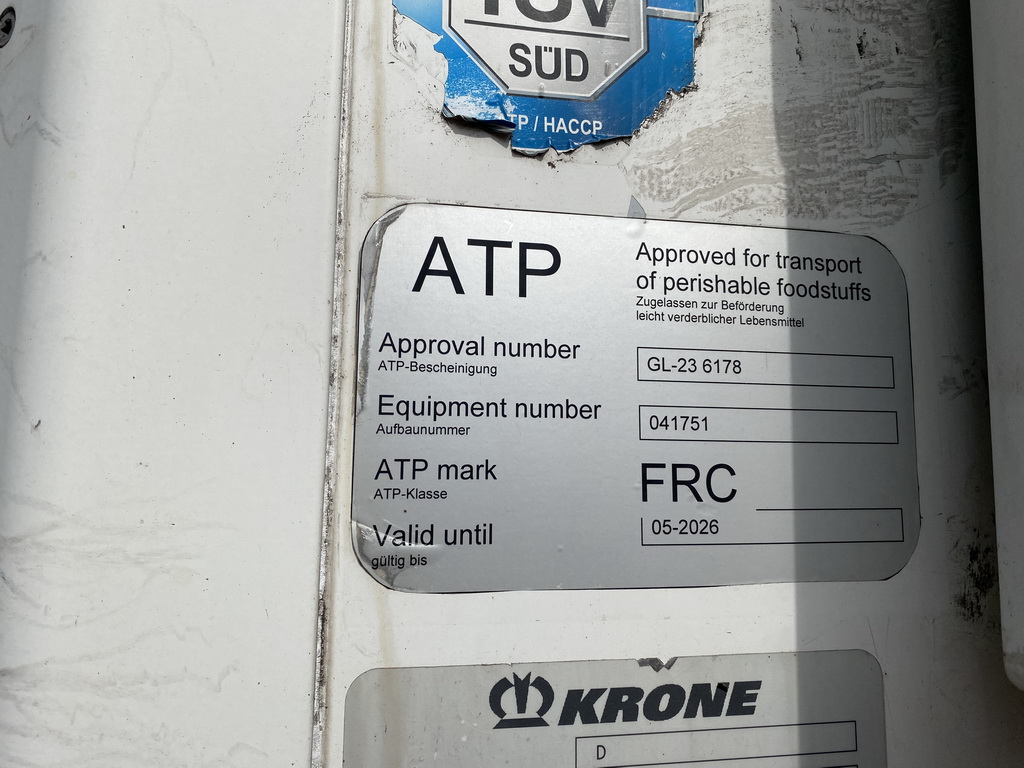 TÜV
SÜD
TP / HACCP
ATP
Approved for transport
of perishable foodstuffs
Zugelassen zur Beförderung
leicht verderblicher Lebensmittel
Approval number
ATP-Bescheinigung
GL-23 6178
Equipment number
Aufbaunummer
041751
ATP mark
ATP-Klasse
FRC
Valid until
gültig bis
05-2026
KRONE
D